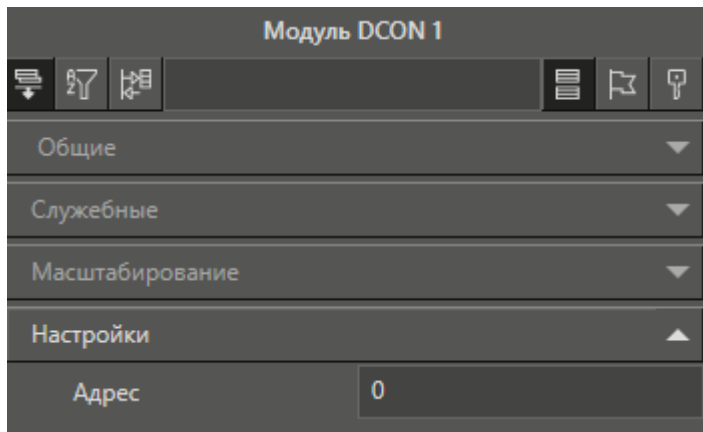 Модуль DCON 1
Общие
Служебные
Масштабирование
Настройки
Адрес 0